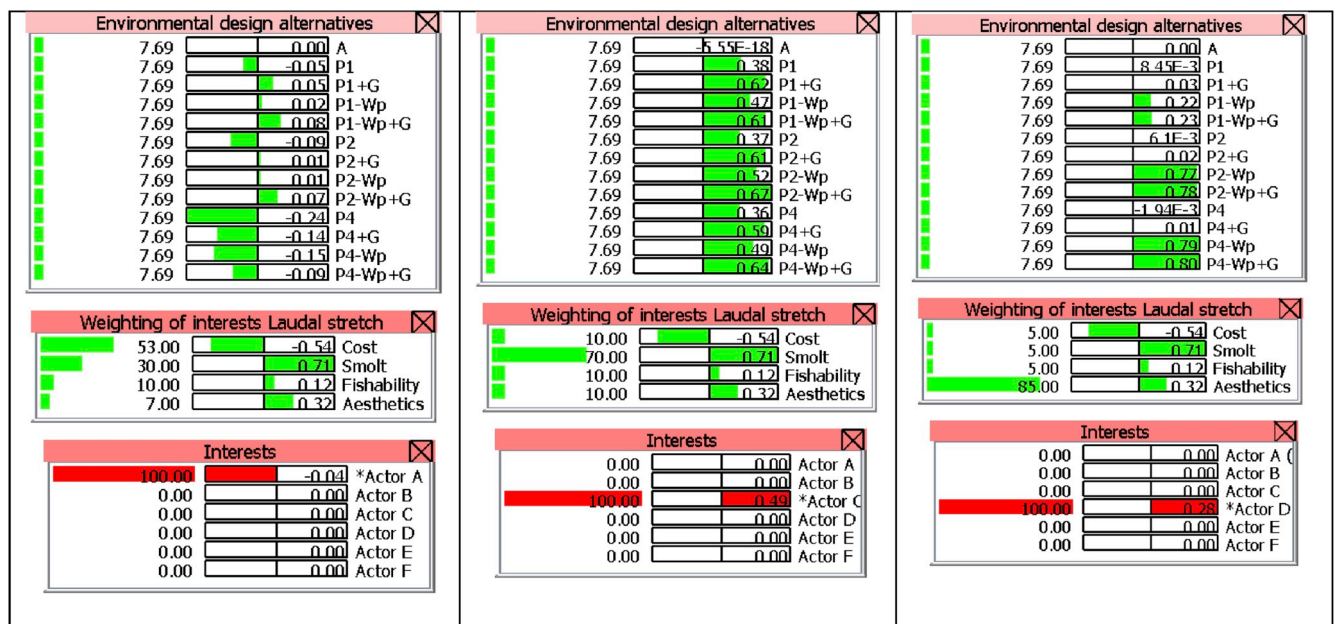 Environmental design alternatives
7.69 0.00 A
7.69 -0.05 P1
7.69 0.05 P1+G
7.69 0.02 P1-Wp
7.69 0.08 P1-Wp+G
7.69 -0.09 P2
7.69 0.01 P2+G
7.69 0.01 P2-Wp
7.69 0.07 P2-Wp+G
7.69 -0.24 P4
7.69 -0.14 P4+G
7.69 -0.15 P4-Wp
7.69 -0.09 P4-Wp+G
Weighting of interests Laudal stretch
53.00 -0.54 Cost
30.00 0.71 Smolt
10.00 0.12 Fishability
7.00 0.32 Aesthetics
Interests
100.00 -0.04 *Actor A
0.00 0.00 Actor B
0.00 0.00 Actor C
0.00 0.00 Actor D
0.00 0.00 Actor E
0.00 0.00 Actor F
Environmental design alternatives
7.69 -5.55E-18 A
7.69 0.38 P1
7.69 0.62 P1+G
7.69 0.47 P1-Wp
7.69 0.61 P1-Wp+G
7.69 0.37 P2
7.69 0.61 P2+G
7.69 0.52 P2-Wp
7.69 0.67 P2-Wp+G
7.69 0.36 P4
7.69 0.59 P4+G
7.69 0.49 P4-Wp
7.69 0.64 P4-Wp+G
Weighting of interests Laudal stretch
10.00 -0.54 Cost
70.00 0.71 Smolt
10.00 0.12 Fishability
10.00 0.32 Aesthetics
Interests
0.00 0.00 Actor A
0.00 0.00 Actor B
100.00 0.49 *Actor C
0.00 0.00 Actor D
0.00 0.00 Actor E
0.00 0.00 Actor F
Environmental design alternatives
7.69 0.00 A
7.69 8.45E-3 P1
7.69 0.03 P1+G
7.69 0.22 P1-Wp
7.69 0.23 P1-Wp+G
7.69 6.1E-3 P2
7.69 0.02 P2+G
7.69 0.77 P2-Wp
7.69 0.78 P2-Wp+G
7.69 -1.94E-3 P4
7.69 0.01 P4+G
7.69 0.79 P4-Wp
7.69 0.80 P4-Wp+G
Weighting of interests Laudal stretch
5.00 -0.54 Cost
5.00 0.71 Smolt
5.00 0.12 Fishability
85.00 0.32 Aesthetics
Interests
0.00 0.00 Actor A (
0.00 0.00 Actor B
0.00 0.00 Actor C
100.00 0.28 *Actor D
0.00 0.00 Actor E
0.00 0.00 Actor F